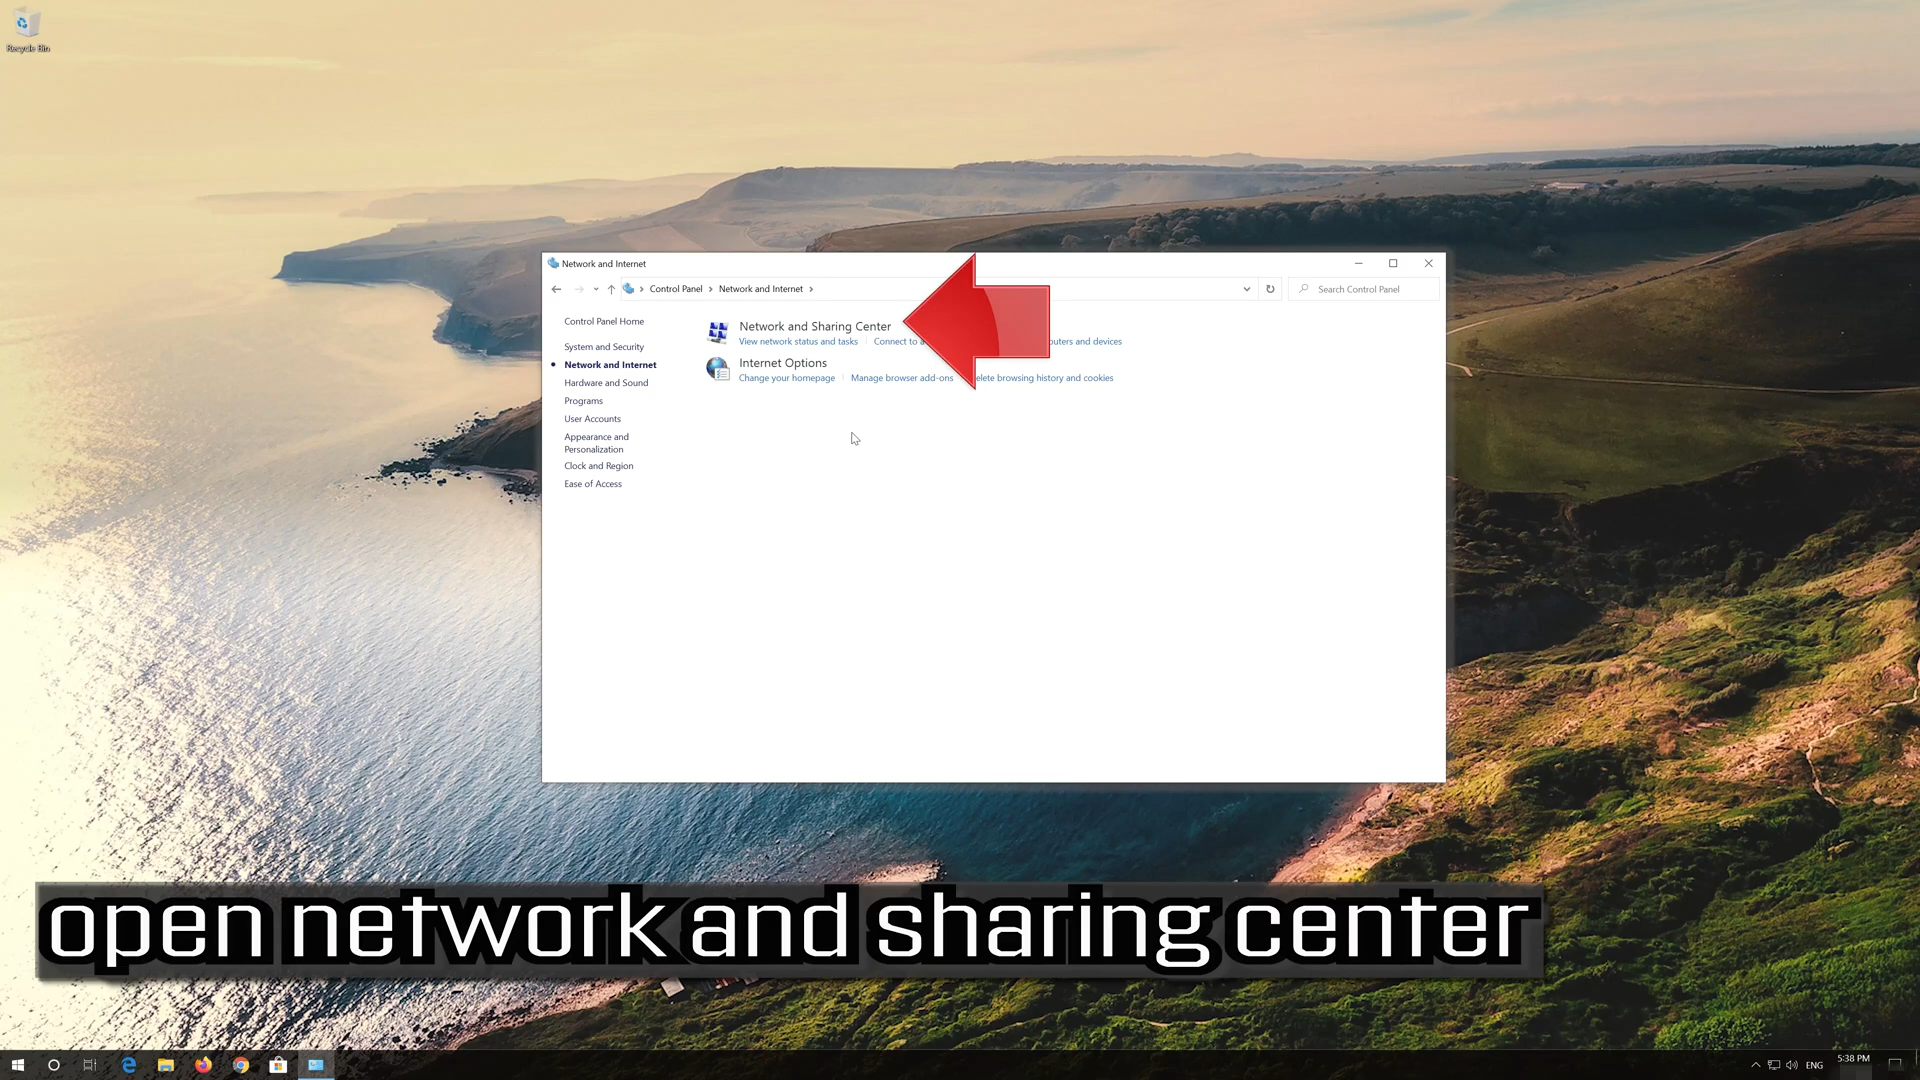 Recycle Bin
Network and Internet
Control Panel
Network and Internet
Search Control Panel
Control Panel Home
System and Security
Network and Internet
Hardware and Sound
Programs
User Accounts
Appearance and
Personalization
Clock and Region
Ease of Access
Network and Sharing Center
View network status and tasks
Connect to
and devices
Internet Options
Change your homepage
Manage browser add-ons
browsing history and cookies
open network and sharing center
ENG
5:38 PM